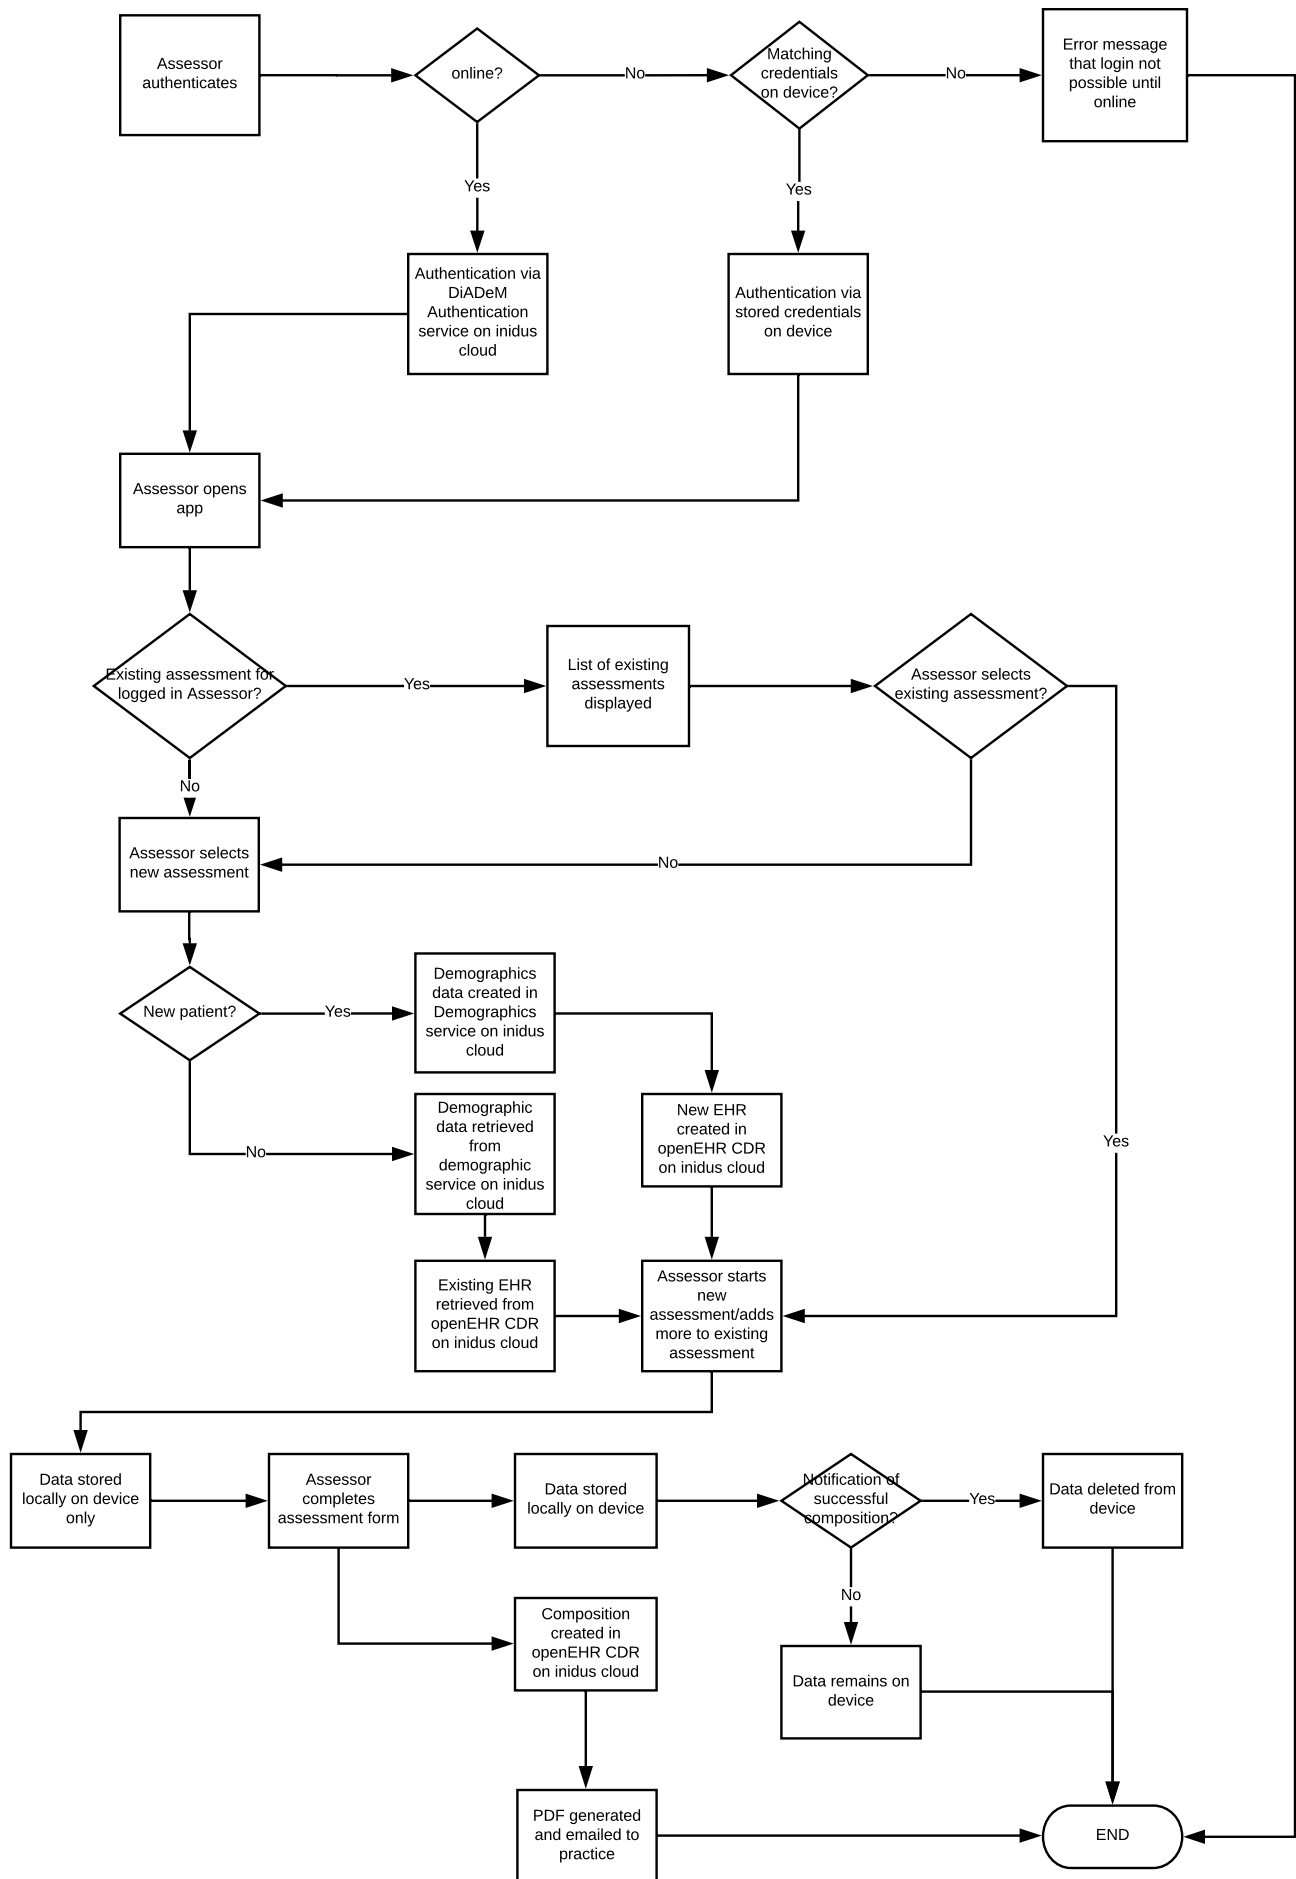 Assessor
authenticates
online?
No
Matching
credentials
on device?
No
Error message
that login not
possible until
online
Yes
Yes
Authentication via
DiADeM
Authentication
service on inidus
cloud
Authentication via
stored credentials
on device
Assessor opens
app
Existing assessment for
logged in Assessor?
Yes
List of existing
assessments
displayed
Assessor selects
existing assessment?
No
Assessor selects
new assessment
No
New patient?
Yes
Demographics
data created in
Demographics
service on inidus
cloud
No
Demographic
data retrieved
from
demographic
service on inidus
cloud
New EHR
created in
openEHR CDR
on inidus cloud
Yes
Existing EHR
retrieved from
openEHR CDR
on inidus cloud
Assessor starts
new
assessment/adds
more to existing
assessment
Data stored
locally on device
only
Assessor
completes
assessment form
Data stored
locally on device
Notification of
successful
composition?
Yes
Data deleted from
device
No
Composition
created in
openEHR CDR
on inidus cloud
Data remains on
device
PDF generated
and emailed to
practice
END